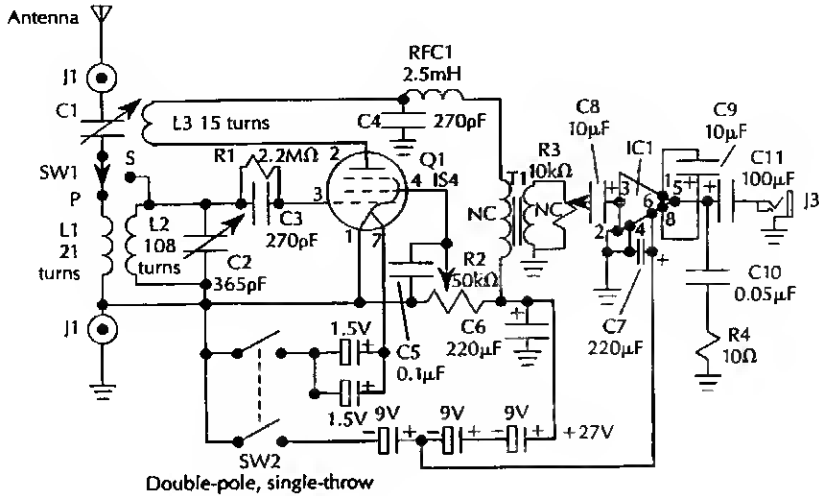 Antenna
J1
C1
L3 15 turns
RFC1
2.5mH
C4
270pF
S
SW1
P
R1
2.2MΩ
2
Q1
4
IS4
3
1
7
C3
270pF
L1
21
turns
L2
108
turns
C2
365pF
T1
NC
NC
R3
10kΩ
C8
10μF
+
IC1
3
2
4
6
1
5
8
C9
10μF
+
+
C11
100μF
J3
R2
50kΩ
C10
0.05μF
R4
10Ω
C7
220μF
+
C6
220μF
+
C5
0.1μF
J1
1.5V
+
+
1.5V
9V
9V
9V
- +
- +
- +
+27V
SW2
Double-pole, single-throw